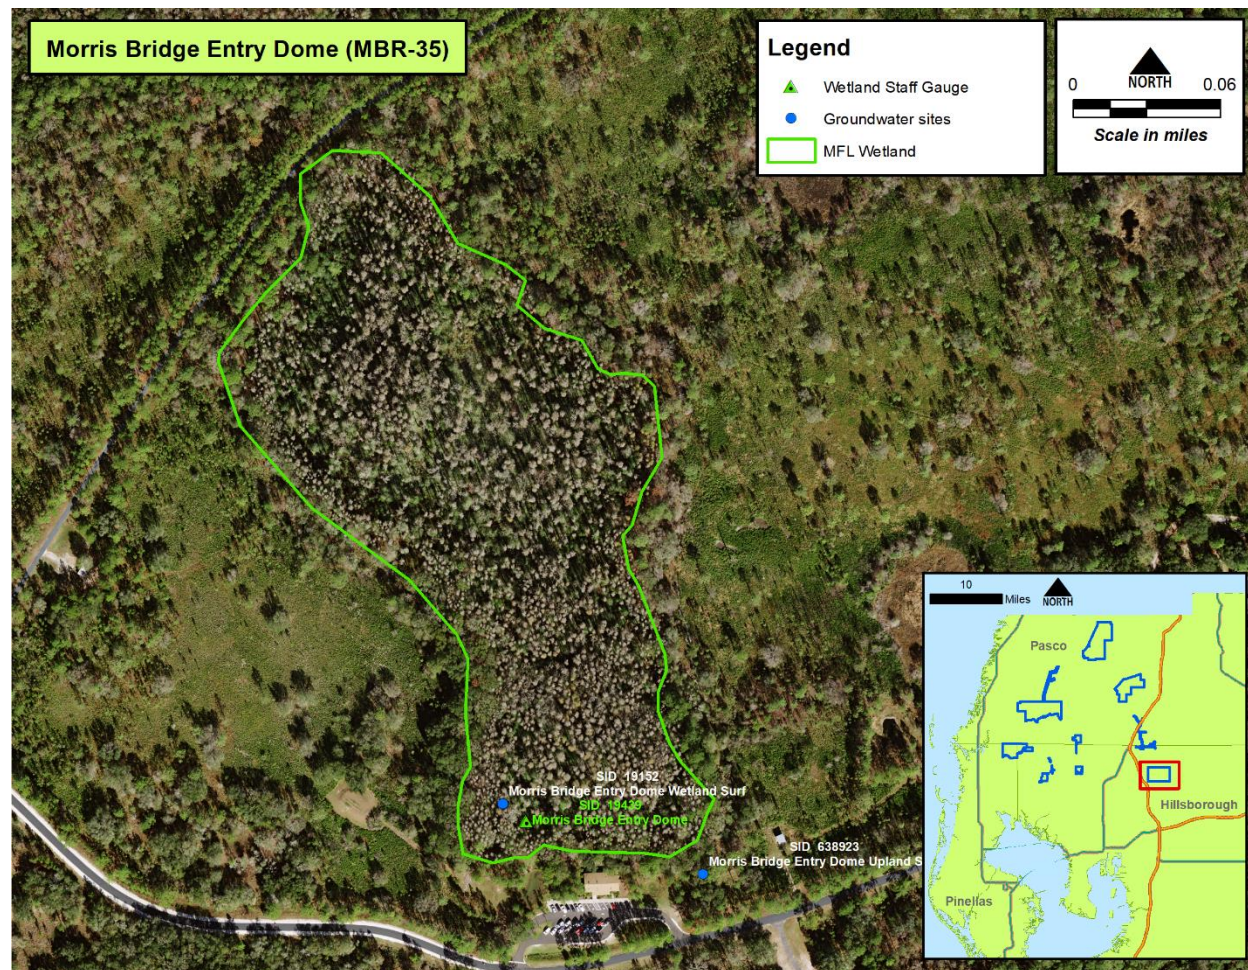 Morris Bridge Entry Dome (MBR-35)
Legend
Wetland Staff Gauge
Groundwater sites
MFL Wetland
NORTH
0 0.06
Scale in miles
SID 19152
Morris Bridge Entry Dome Wetland Surf
SID 19439
Morris Bridge Entry Dome
SID 638923
Morris Bridge Entry Dome Upland S
10
Miles
NORTH
Pasco
Hillsborough
Pinellas